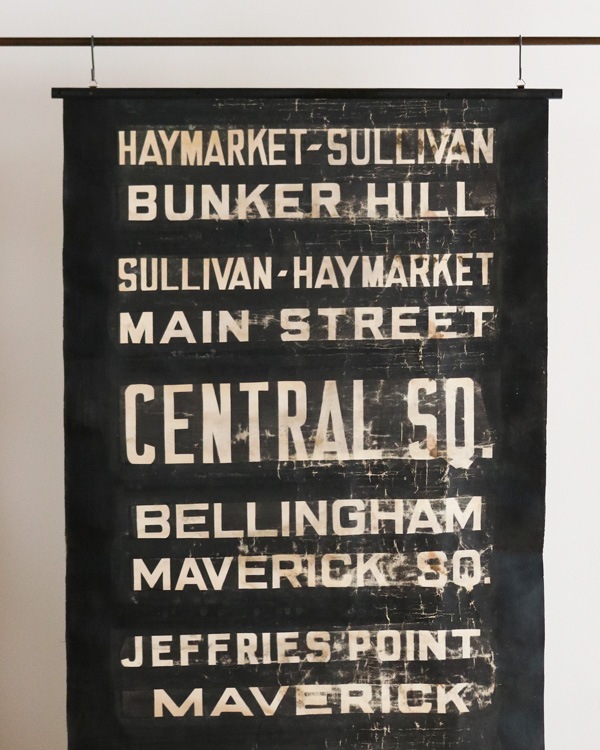 HAYMARKET-SULLIVAN
BUNKER HILL
SULLIVAN-HAYMARKET
MAIN STREET
CENTRAL SQ.
BELLINGHAM
MAVERICK SQ.
JEFFRIES POINT
MAVERICK